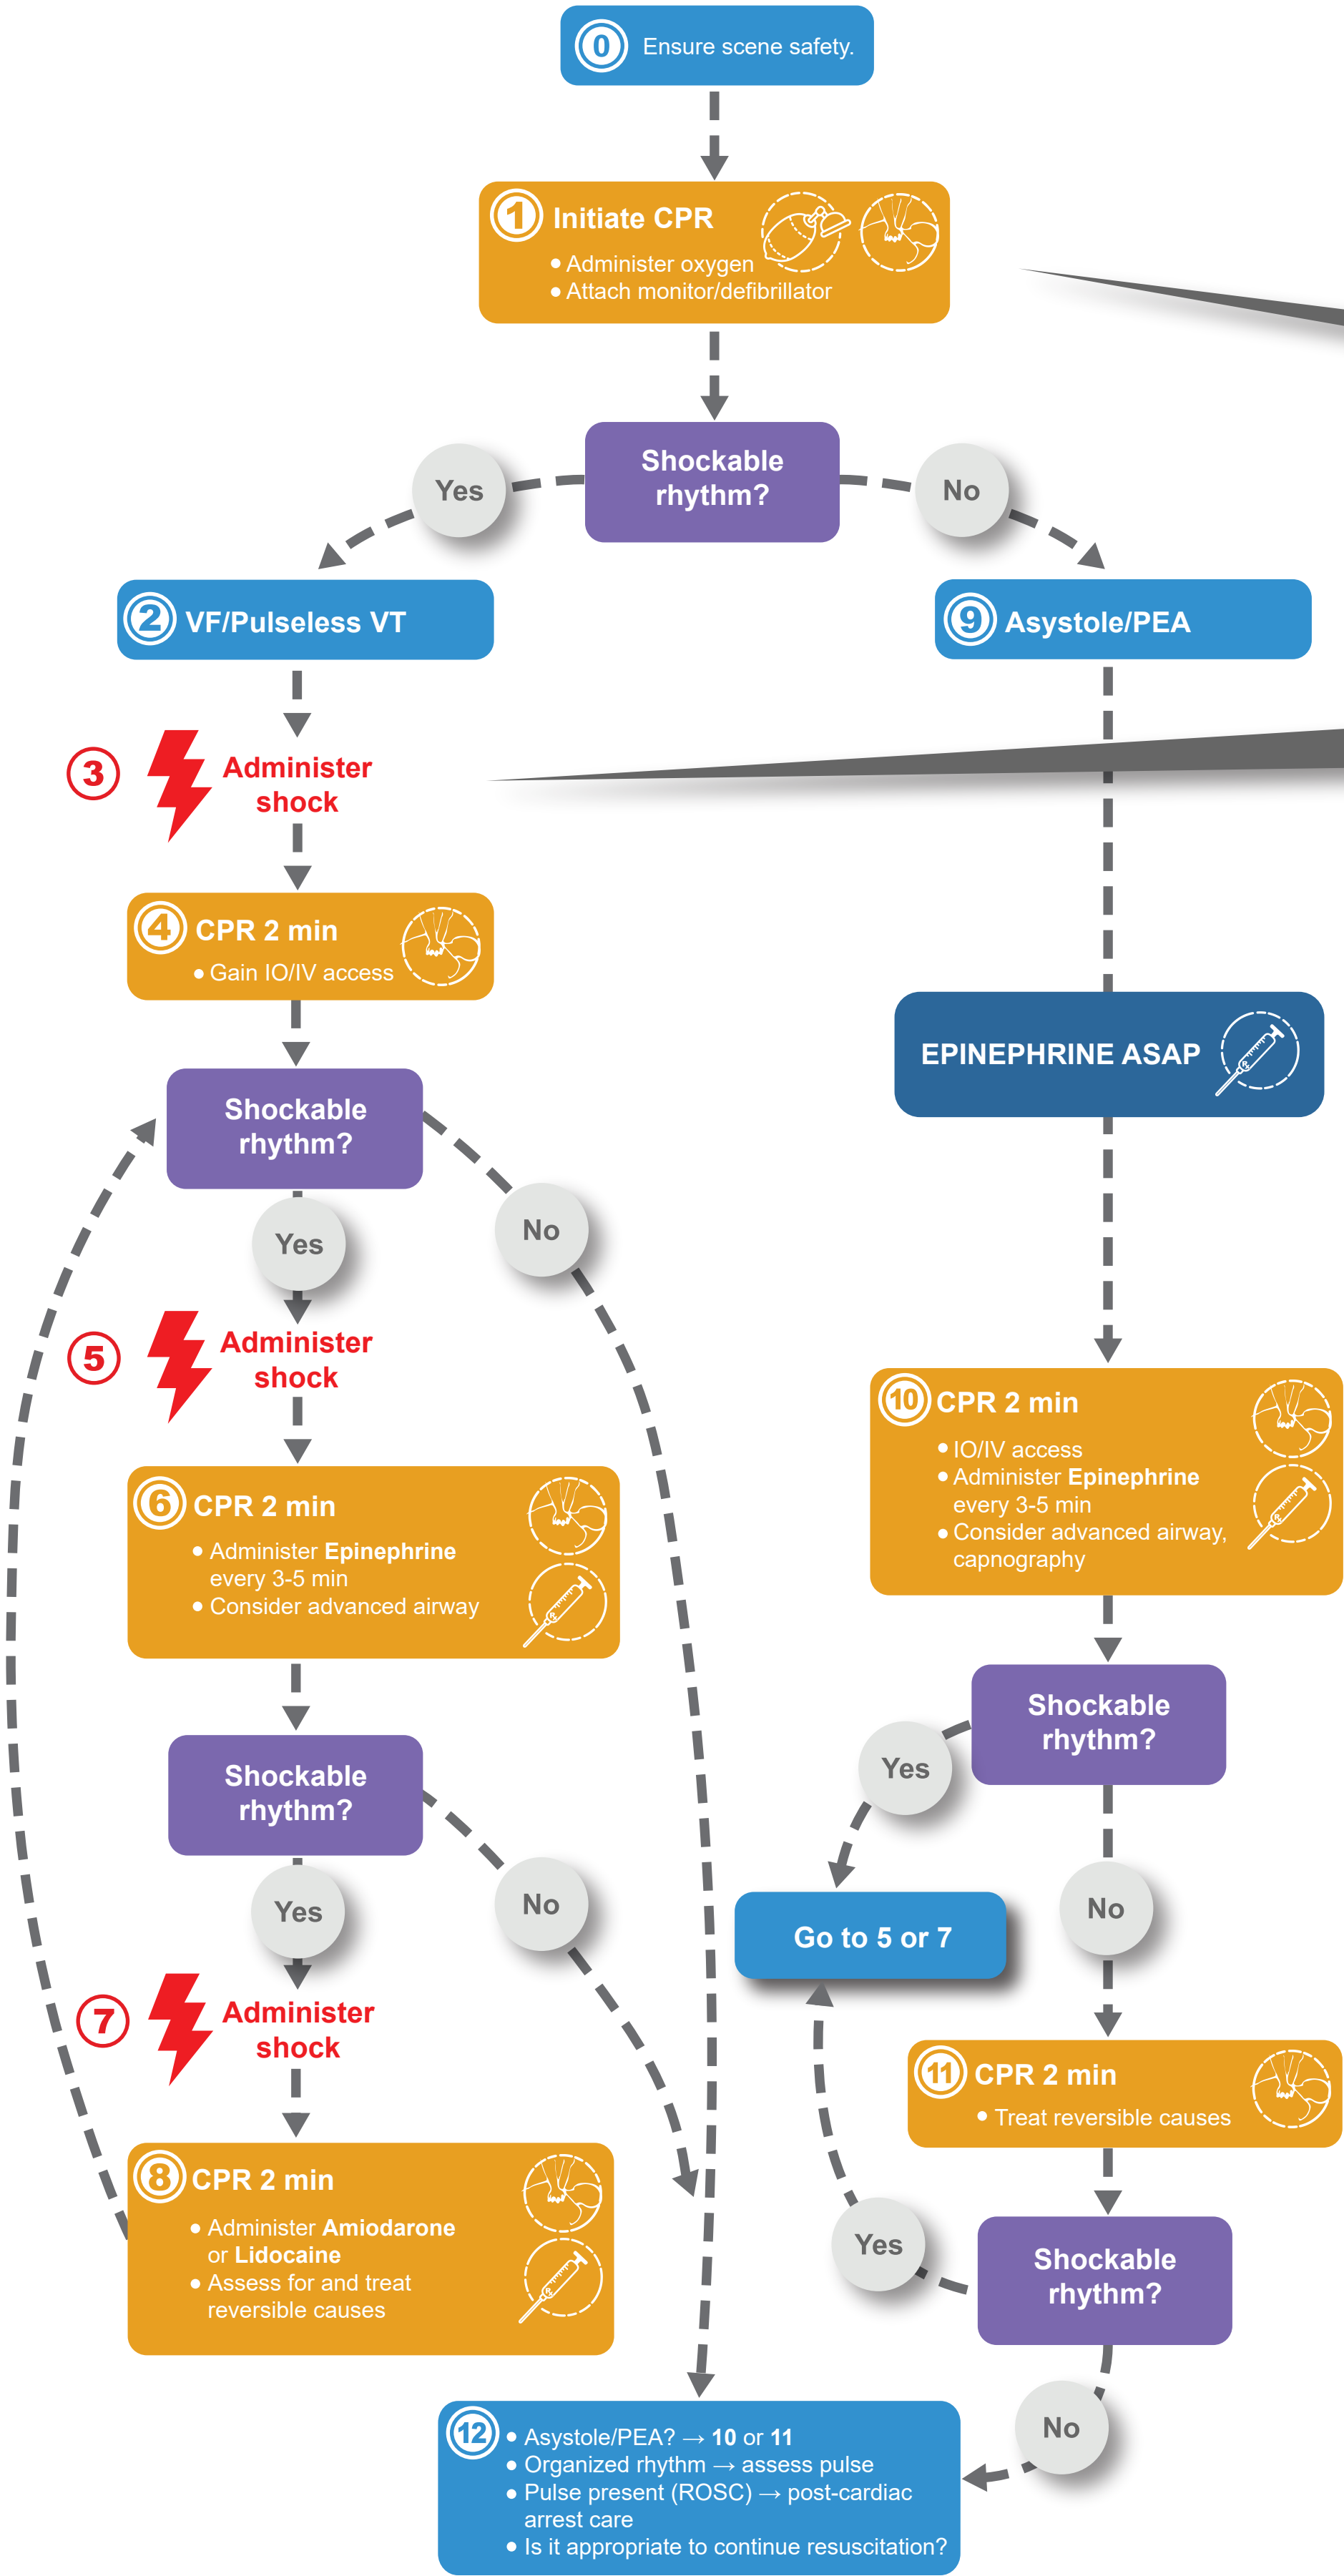 0 Ensure scene safety.
1 Initiate CPR
• Administer oxygen
• Attach monitor/defibrillator
Shockable
rhythm?
Yes
No
2 VF/Pulseless VT
3 Administer
shock
4 CPR 2 min
• Gain IO/IV access
Shockable
rhythm?
Yes
No
5 Administer
shock
6 CPR 2 min
• Administer Epinephrine
every 3-5 min
• Consider advanced airway
Shockable
rhythm?
Yes
No
7 Administer
shock
8 CPR 2 min
• Administer Amiodarone
or Lidocaine
• Assess for and treat
reversible causes
9 Asystole/PEA
EPINEPHRINE ASAP
10 CPR 2 min
• IO/IV access
• Administer Epinephrine
every 3-5 min
• Consider advanced airway,
capnography
Shockable
rhythm?
Yes
No
Go to 5 or 7
11 CPR 2 min
• Treat reversible causes
Shockable
rhythm?
Yes
No
12 • Asystole/PEA? → 10 or 11
• Organized rhythm → assess pulse
• Pulse present (ROSC) → post-cardiac
arrest care
• Is it appropriate to continue resuscitation?